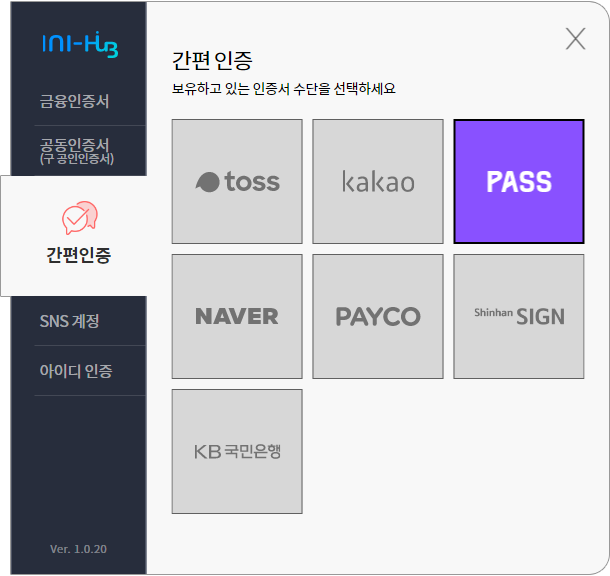 INI-HUB
금융인증서
공동인증서
(구 공인인증서)
간편인증
SNS 계정
아이디 인증
Ver. 1.0.20
간편 인증
보유하고 있는 인증서 수단을 선택하세요
toss
kakao
PASS
NAVER
PAYCO
Shinhan SIGN
KB 국민은행